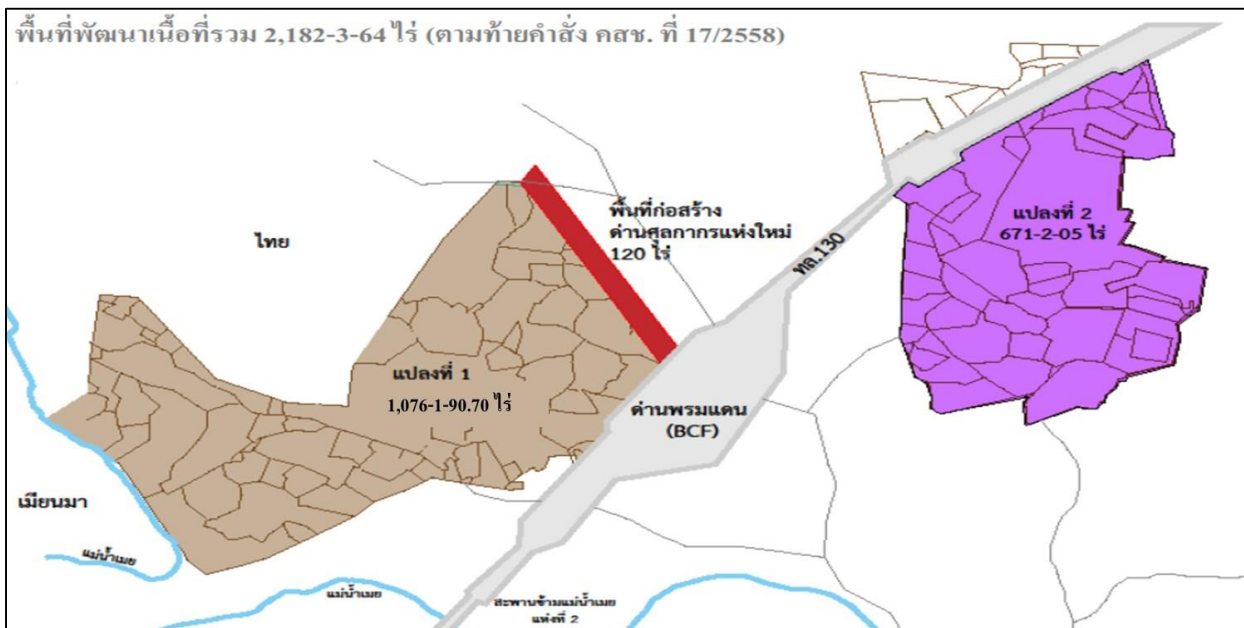 พื้นที่พัฒนาเนื้อที่รวม 2,182-3-64 ไร่ (ตามท้ายคำสั่ง คสช. ที่ 17/2558)
พื้นที่ก่อสร้าง
ด่านศุลกากรแห่งใหม่
120 ไร่
ไทย
ทล.130
แปลงที่ 2
671-2-05 ไร่
แปลงที่ 1
1,076-1-90.70 ไร่
ด่านพรมแดน
(BCF)
เมียนมา
แม่น้ำเมย
แม่น้ำเมย
สะพานข้ามแม่น้ำเมย
แห่งที่ 2